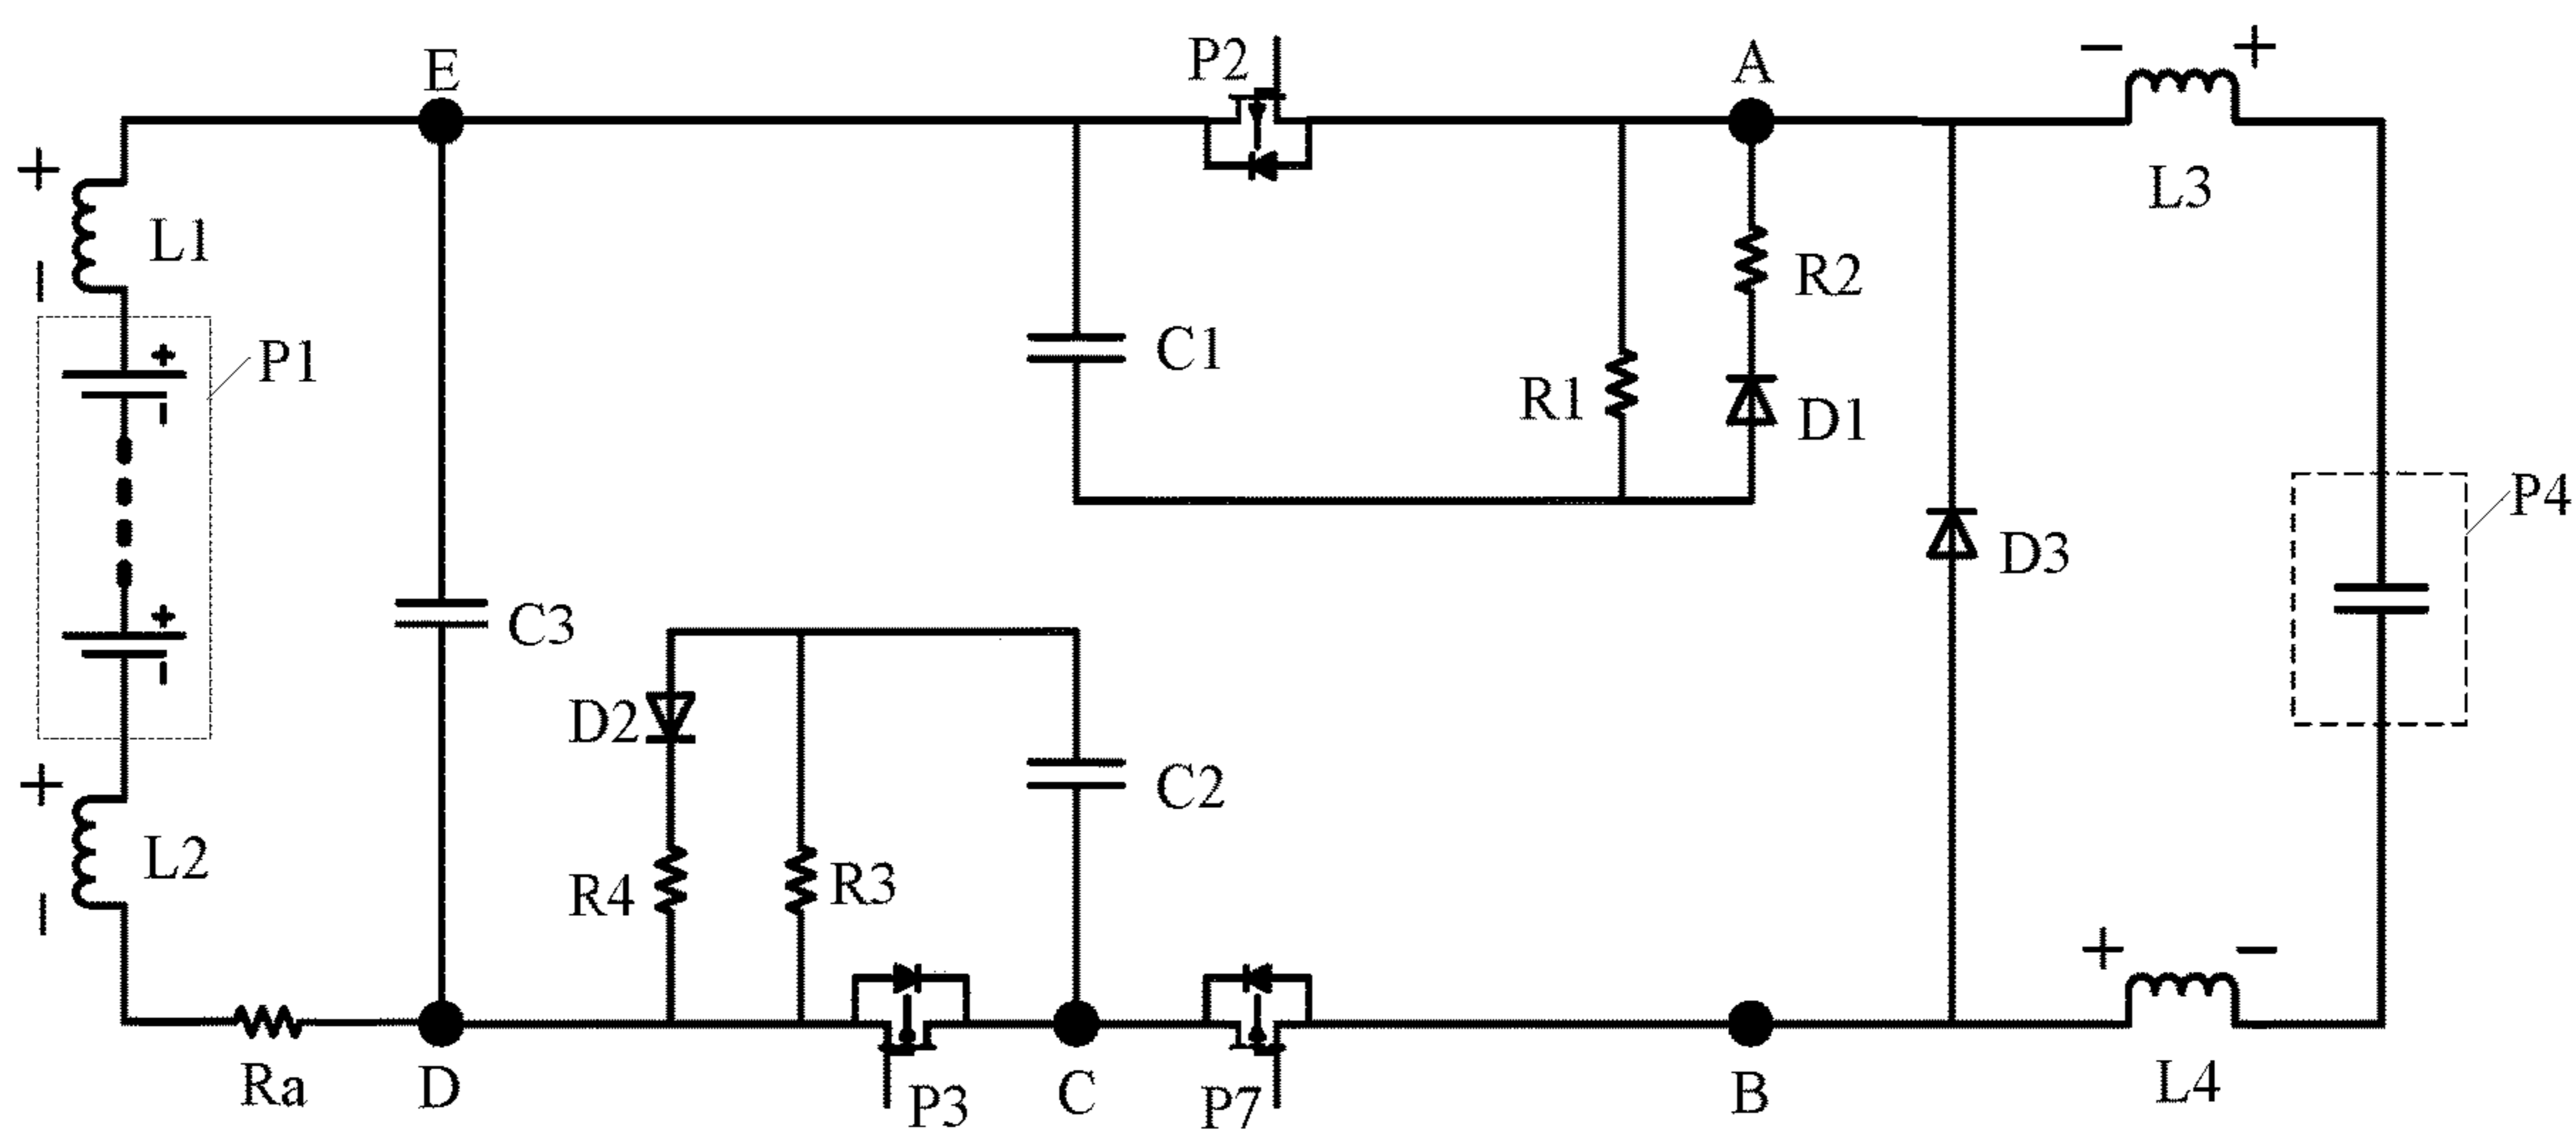 E
P2
A
− +
L3
+
L1
−
P1
+
−
+
−
C1
R2
R1
D1
P4
D3
C3
D2
C2
R4
R3
+
L2
−
Ra
D
P3
C
P7
B
+ −
L4